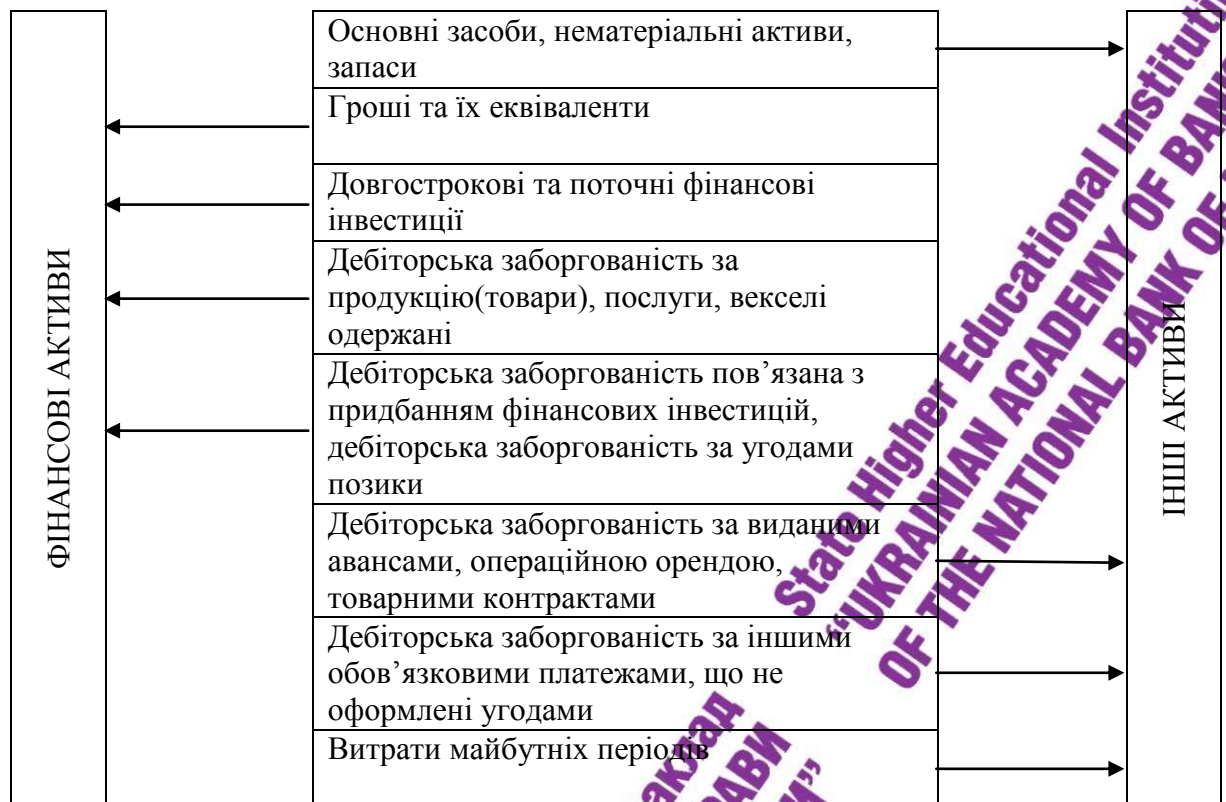 Основні засоби, нематеріальні активи,
запаси
Гроші та їх еквіваленти
Довгострокові та поточні фінансові
інвестиції
Дебіторська заборгованість за
продукцію(товари), послуги, векселі
одержані
Дебіторська заборгованість пов’язана з
придбанням фінансових інвестицій,
дебіторська заборгованість за угодами
позики
Дебіторська заборгованість за виданими
авансами, операційною орендою,
товарними контрактами
Дебіторська заборгованість за іншими
обов’язковими платежами, що не
оформлені угодами
Витрати майбутніх періодів
ФІНАНСОВІ АКТИВИ
ІНШІ АКТИВИ
State Higher Educational
“UKRAINIAN ACADEMY OF
OF THE NATIONAL BANK OF